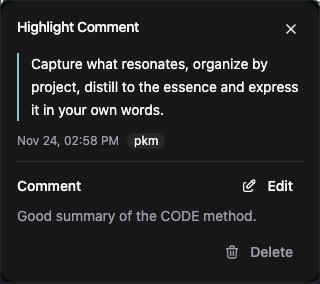 Highlight Comment
Capture what resonates, organize by
project, distill to the essence and express
it in your own words.
Nov 24, 02:58 PM pkm
Comment Edit
Good summary of the CODE method.
Delete